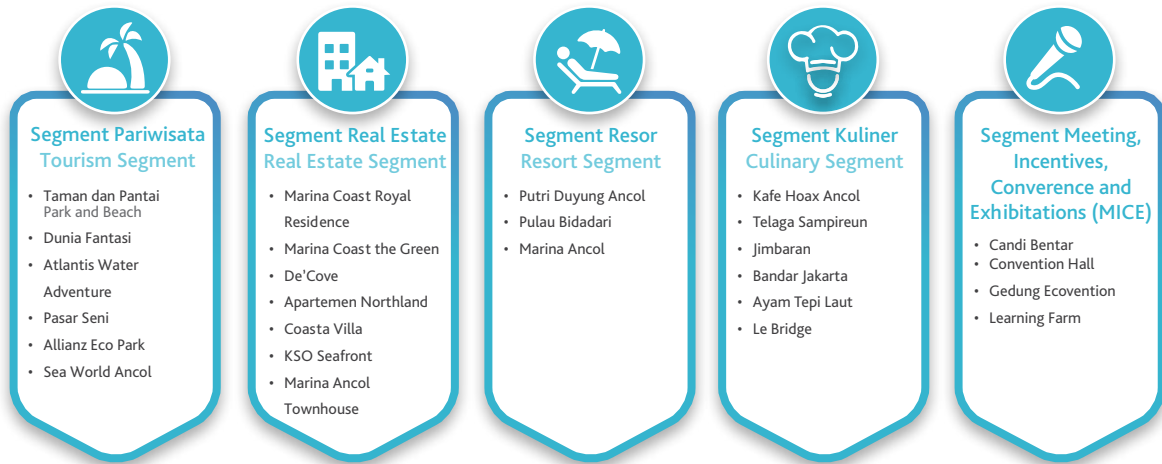 Segment Pariwisata
Tourism Segment
• Taman dan Pantai
Park and Beach
• Dunia Fantasi
• Atlantis Water
Adventure
• Pasar Seni
• Allianz Eco Park
• Sea World Ancol
Segment Real Estate
Real Estate Segment
• Marina Coast Royal
Residence
• Marina Coast the Green
• De'Cove
• Apartemen Northland
• Coasta Villa
• KSO Seafront
• Marina Ancol
Townhouse
Segment Resor
Resort Segment
• Putri Duyung Ancol
• Pulau Bidadari
• Marina Ancol
Segment Kuliner
Culinary Segment
• Kafe Hoax Ancol
• Telaga Sampireun
• Jimbaran
• Bandar Jakarta
• Ayam Tepi Laut
• Le Bridge
Segment Meeting,
Incentives,
Converence and
Exhibitations (MICE)
• Candi Bentar
• Convention Hall
• Gedung Ecovention
• Learning Farm